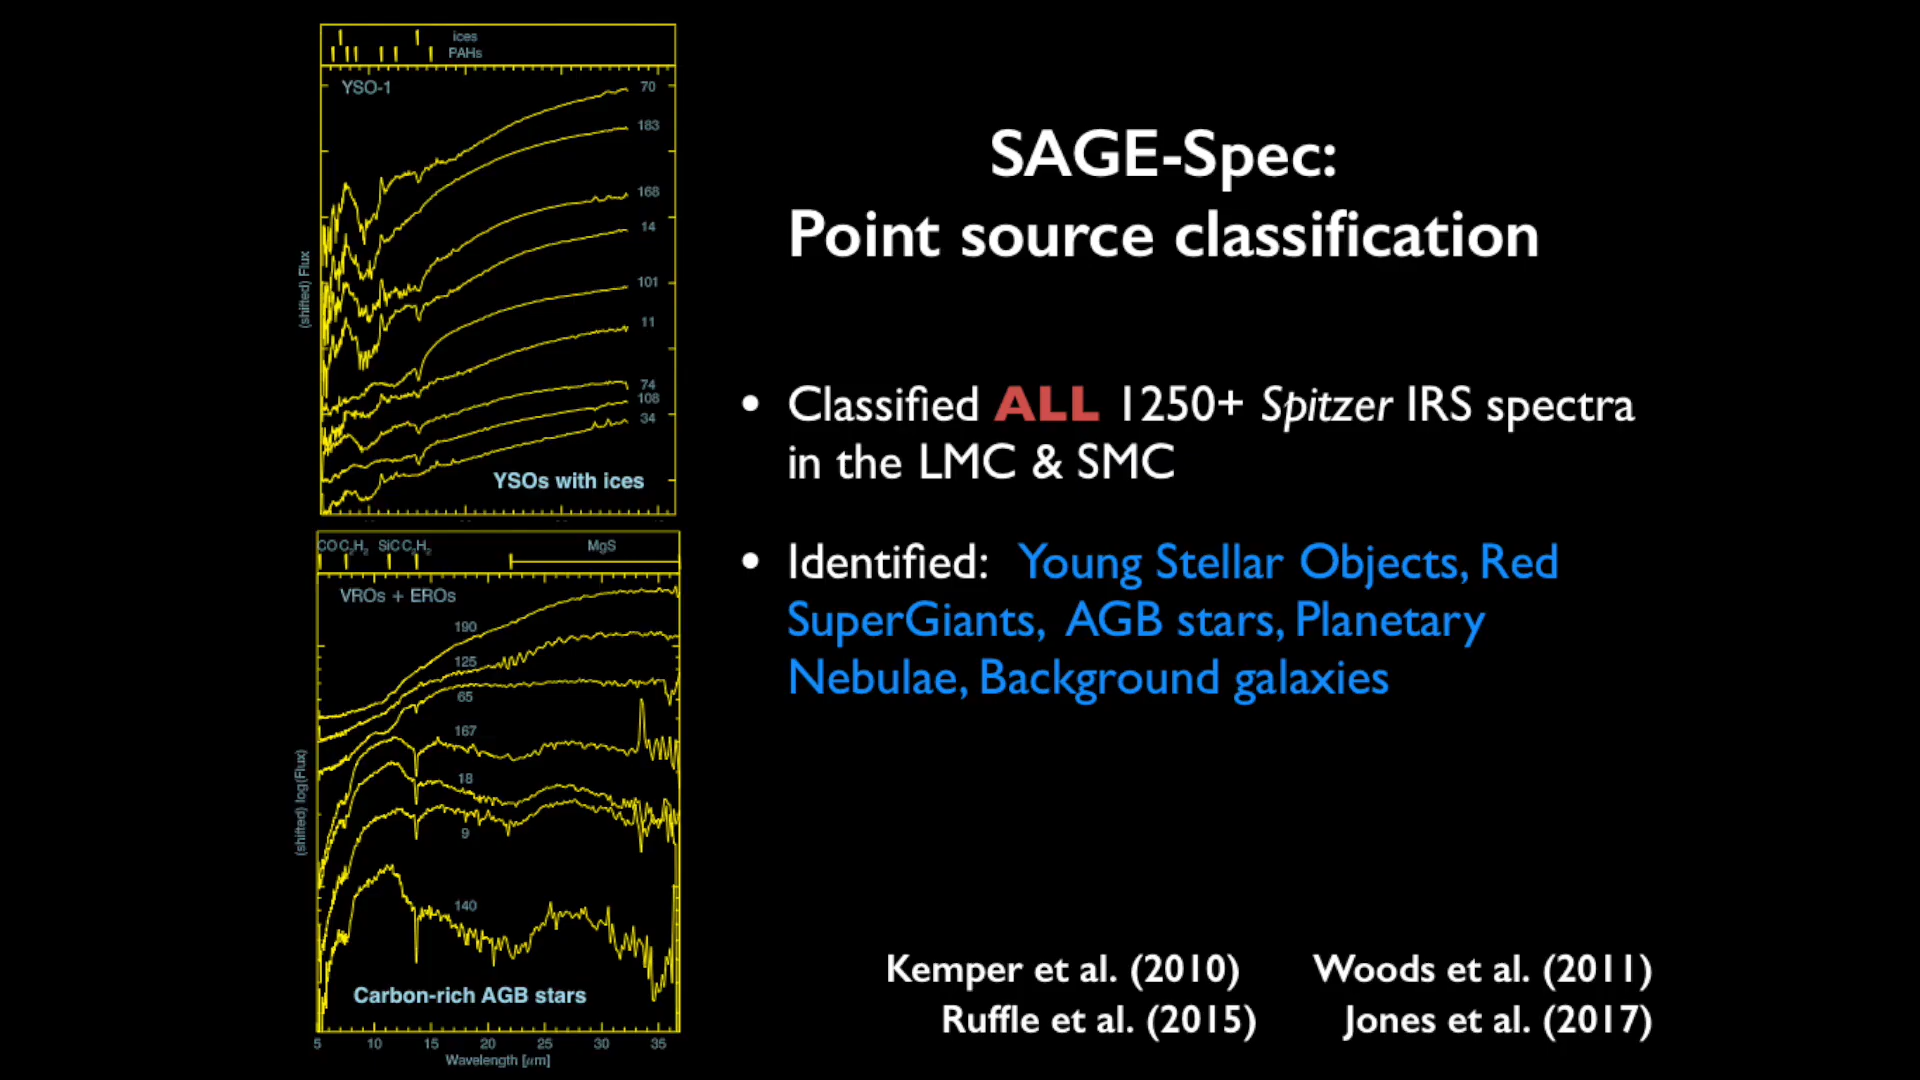 ices
PAHs
YSO-1
70
183
168
14
101
11
74
108
34
(shifted) Flux
YSOs with ices
CO C₂H₂ SiC C₂H₂ MgS
VROs + EROs
190
125
65
167
18
9
140
(shifted) log(Flux)
Carbon-rich AGB stars
5 10 15 20 25 30 35
Wavelength [μm]
SAGE-Spec:
Point source classification
• Classified ALL 1250+ Spitzer IRS spectra
in the LMC & SMC
• Identified: Young Stellar Objects, Red
SuperGiants, AGB stars, Planetary
Nebulae, Background galaxies
Kemper et al. (2010) Woods et al. (2011)
Ruffle et al. (2015) Jones et al. (2017)